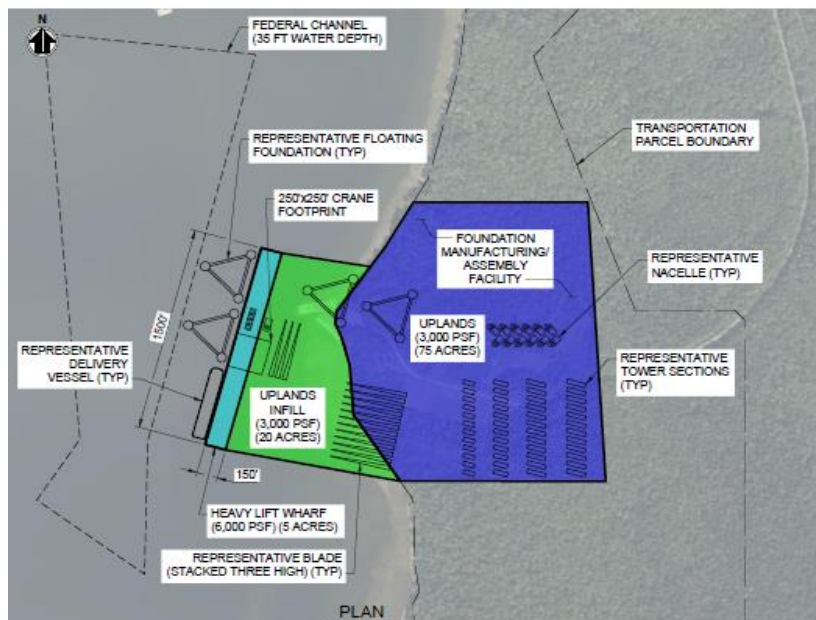 N
FEDERAL CHANNEL
(35 FT WATER DEPTH)
REPRESENTATIVE FLOATING
FOUNDATION (TYP)
TRANSPORTATION
PARCEL BOUNDARY
250'x250' CRANE
FOOTPRINT
FOUNDATION
MANUFACTURING/
ASSEMBLY
FACILITY
REPRESENTATIVE
NACELLE (TYP)
1500'
UPLANDS
(3,000 PSF)
(75 ACRES)
REPRESENTATIVE
DELIVERY
VESSEL (TYP)
REPRESENTATIVE
TOWER SECTIONS
(TYP)
UPLANDS
INFILL
(3,000 PSF)
(20 ACRES)
150'
HEAVY LIFT WHARF
(6,000 PSF) (5 ACRES)
REPRESENTATIVE BLADE
(STACKED THREE HIGH) (TYP)
PLAN